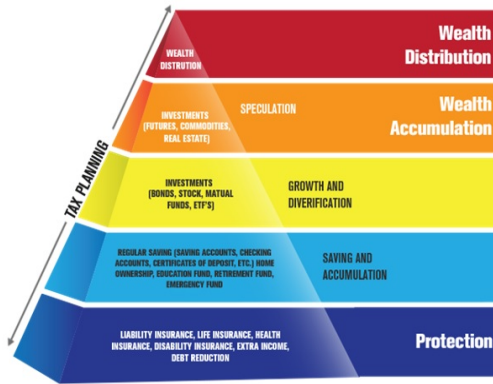 WEALTH
DISTRUTION
Wealth
Distribution
INVESTMENTS
(FUTURES, COMMODITIES,
REAL ESTATE)
SPECULATION
Wealth
Accumulation
TAX PLANNING
INVESTMENTS
(BONDS, STOCK, MATUAL
FUNDS, ETF'S)
GROWTH AND
DIVERIFICATION
REGULAR SAVING (SAVING ACCOUNTS, CHECKING
ACCOUNTS, CERTIFICATES OF DEPOSIT, ETC.) HOME
OWNERSHIP, EDUCATION FUND, RETIREMENT FUND,
EMERGENCY FUND
SAVING AND
ACCUMULATION
LIABILITY INSURANCE, LIFE INSURANCE, HEALTH
INSURANCE, DISABILITY INSURANCE, EXTRA INCOME,
DEBT REDUCTION
Protection